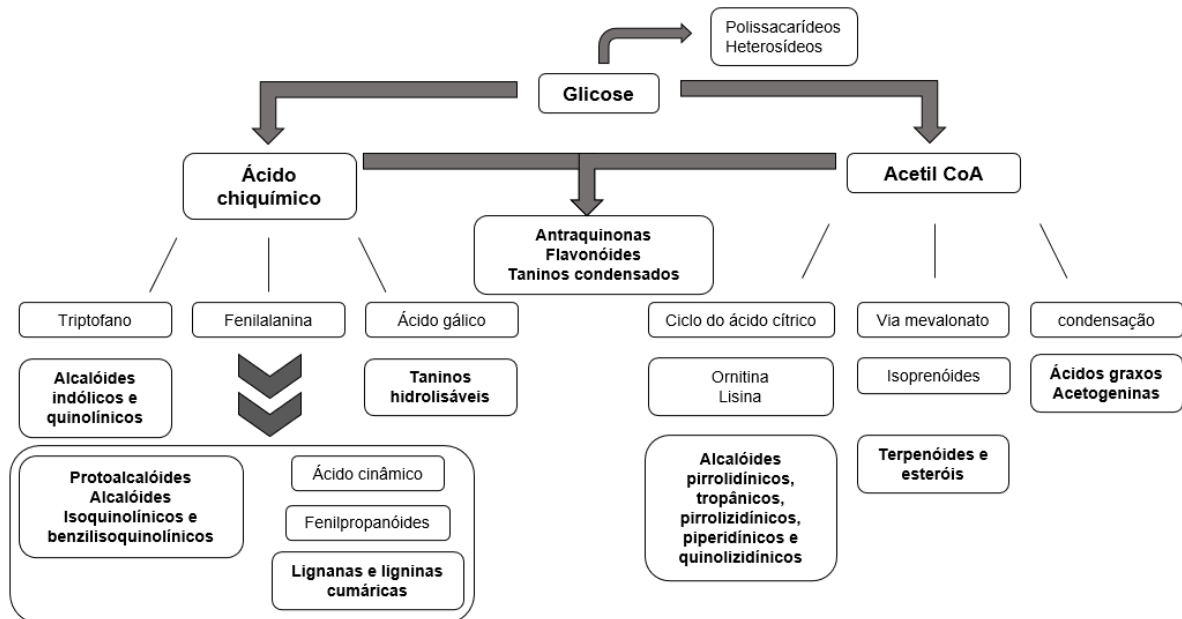 Polissacarídeos
Heterosídeos
Glicose
Ácido
chiquímico
Acetil CoA
Antraquinonas
Flavonóides
Taninos condensados
Triptofano
Fenilalanina
Ácido gálico
Ciclo do ácido cítrico
Via mevalonato
condensação
Alcalóides
indólicos e
quinolínicos
Taninos
hidrolisáveis
Ornitina
Lisina
Isoprenóides
Ácidos graxos
Acetogeninas
Protoalcalóides
Alcalóides
Isoquinolínicos e
benzilisoquinolínicos
Ácido cinâmico
Fenilpropanóides
Lignanas e ligninas
cumáricas
Alcalóides
pirrolidínicos,
tropânicos,
pirrolizidínicos,
piperidínicos e
quinolizidínicos
Terpenóides e
esteróis